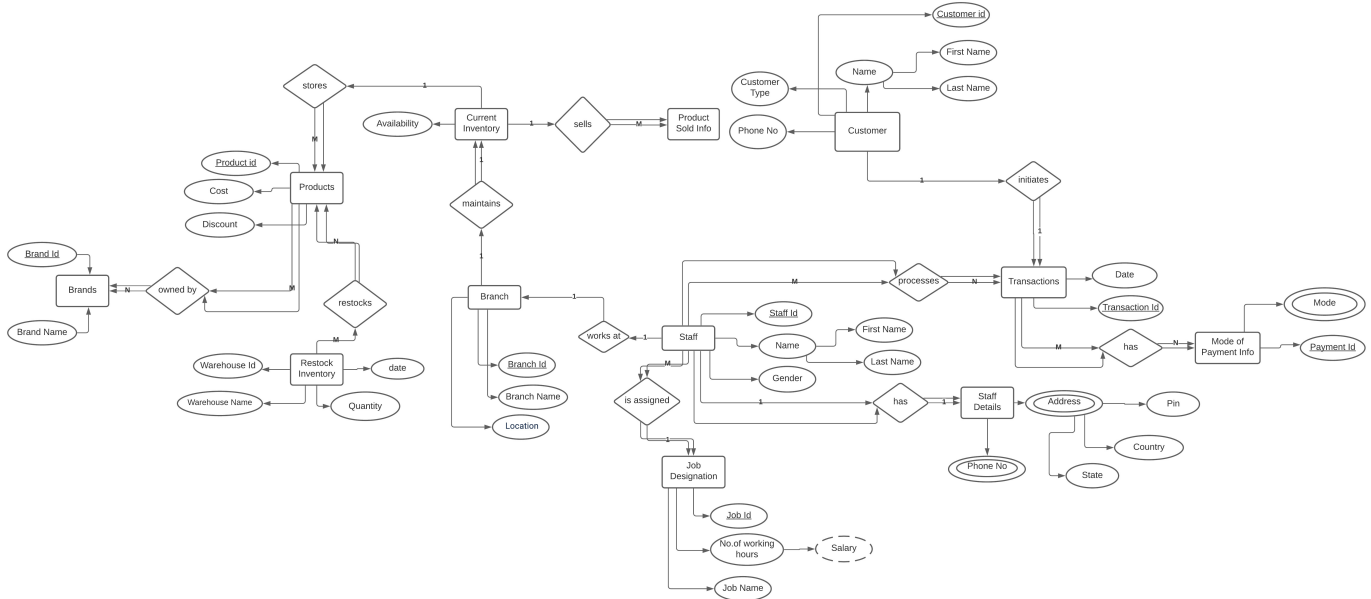 Customer id
First Name
Name
Last Name
Customer
Type
Phone No
Customer
stores
1
Availability
Current
Inventory
1
sells
M
Product
Sold Info
M
1
Product id
Cost
Products
Discount
maintains
1
initiates
1
1
N
Brand Id
Brands
N
owned by
M
restocks
Brand Name
Branch
1
processes
M
N
Transactions
Date
Transaction Id
Mode
Staff Id
works at
1
Staff
Name
First Name
Last Name
Gender
M
has
N
Mode of
Payment Info
Payment Id
M
Restock
Inventory
Warehouse Id
date
Warehouse Name
Quantity
Branch Id
Branch Name
Location
M
is assigned
1
1
has
1
Staff
Details
Address
Pin
Country
State
Phone No
Job
Designation
Job Id
No.of working
hours
Salary
Job Name